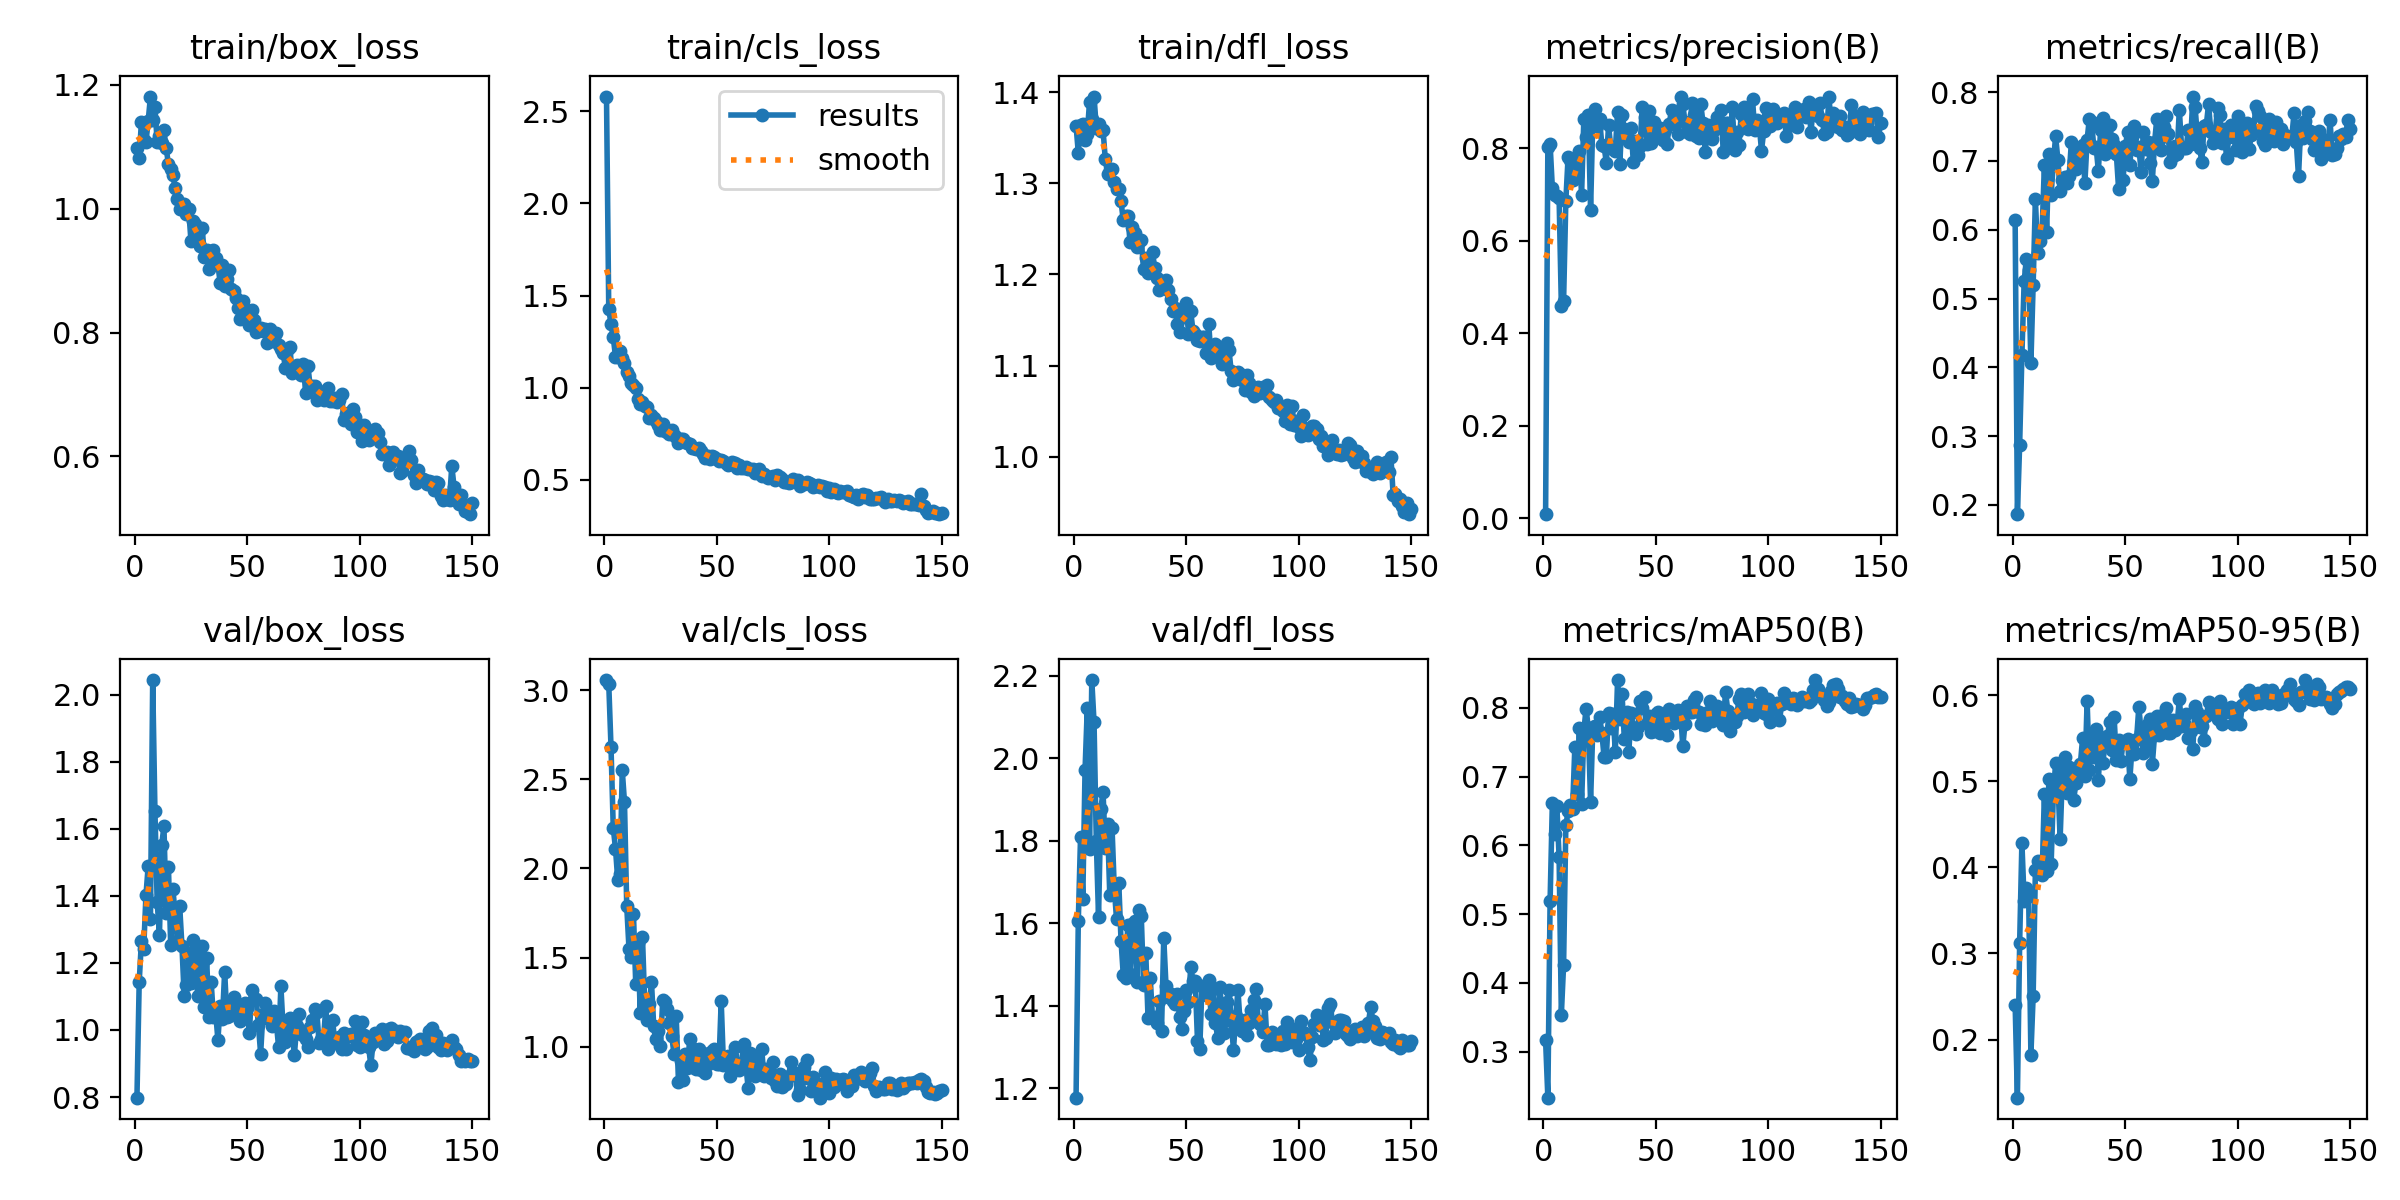 train/box_loss
1.2
1.0
0.8
0.6
0 50 100 150
train/cls_loss
results
smooth
2.5
2.0
1.5
1.0
0.5
0 50 100 150
train/dfl_loss
1.4
1.3
1.2
1.1
1.0
0 50 100 150
metrics/precision(B)
0.8
0.6
0.4
0.2
0.0
0 50 100 150
metrics/recall(B)
0.8
0.7
0.6
0.5
0.4
0.3
0.2
0 50 100 150
val/box_loss
2.0
1.8
1.6
1.4
1.2
1.0
0.8
0 50 100 150
val/cls_loss
3.0
2.5
2.0
1.5
1.0
0 50 100 150
val/dfl_loss
2.2
2.0
1.8
1.6
1.4
1.2
0 50 100 150
metrics/mAP50(B)
0.8
0.7
0.6
0.5
0.4
0.3
0 50 100 150
metrics/mAP50-95(B)
0.6
0.5
0.4
0.3
0.2
0 50 100 150